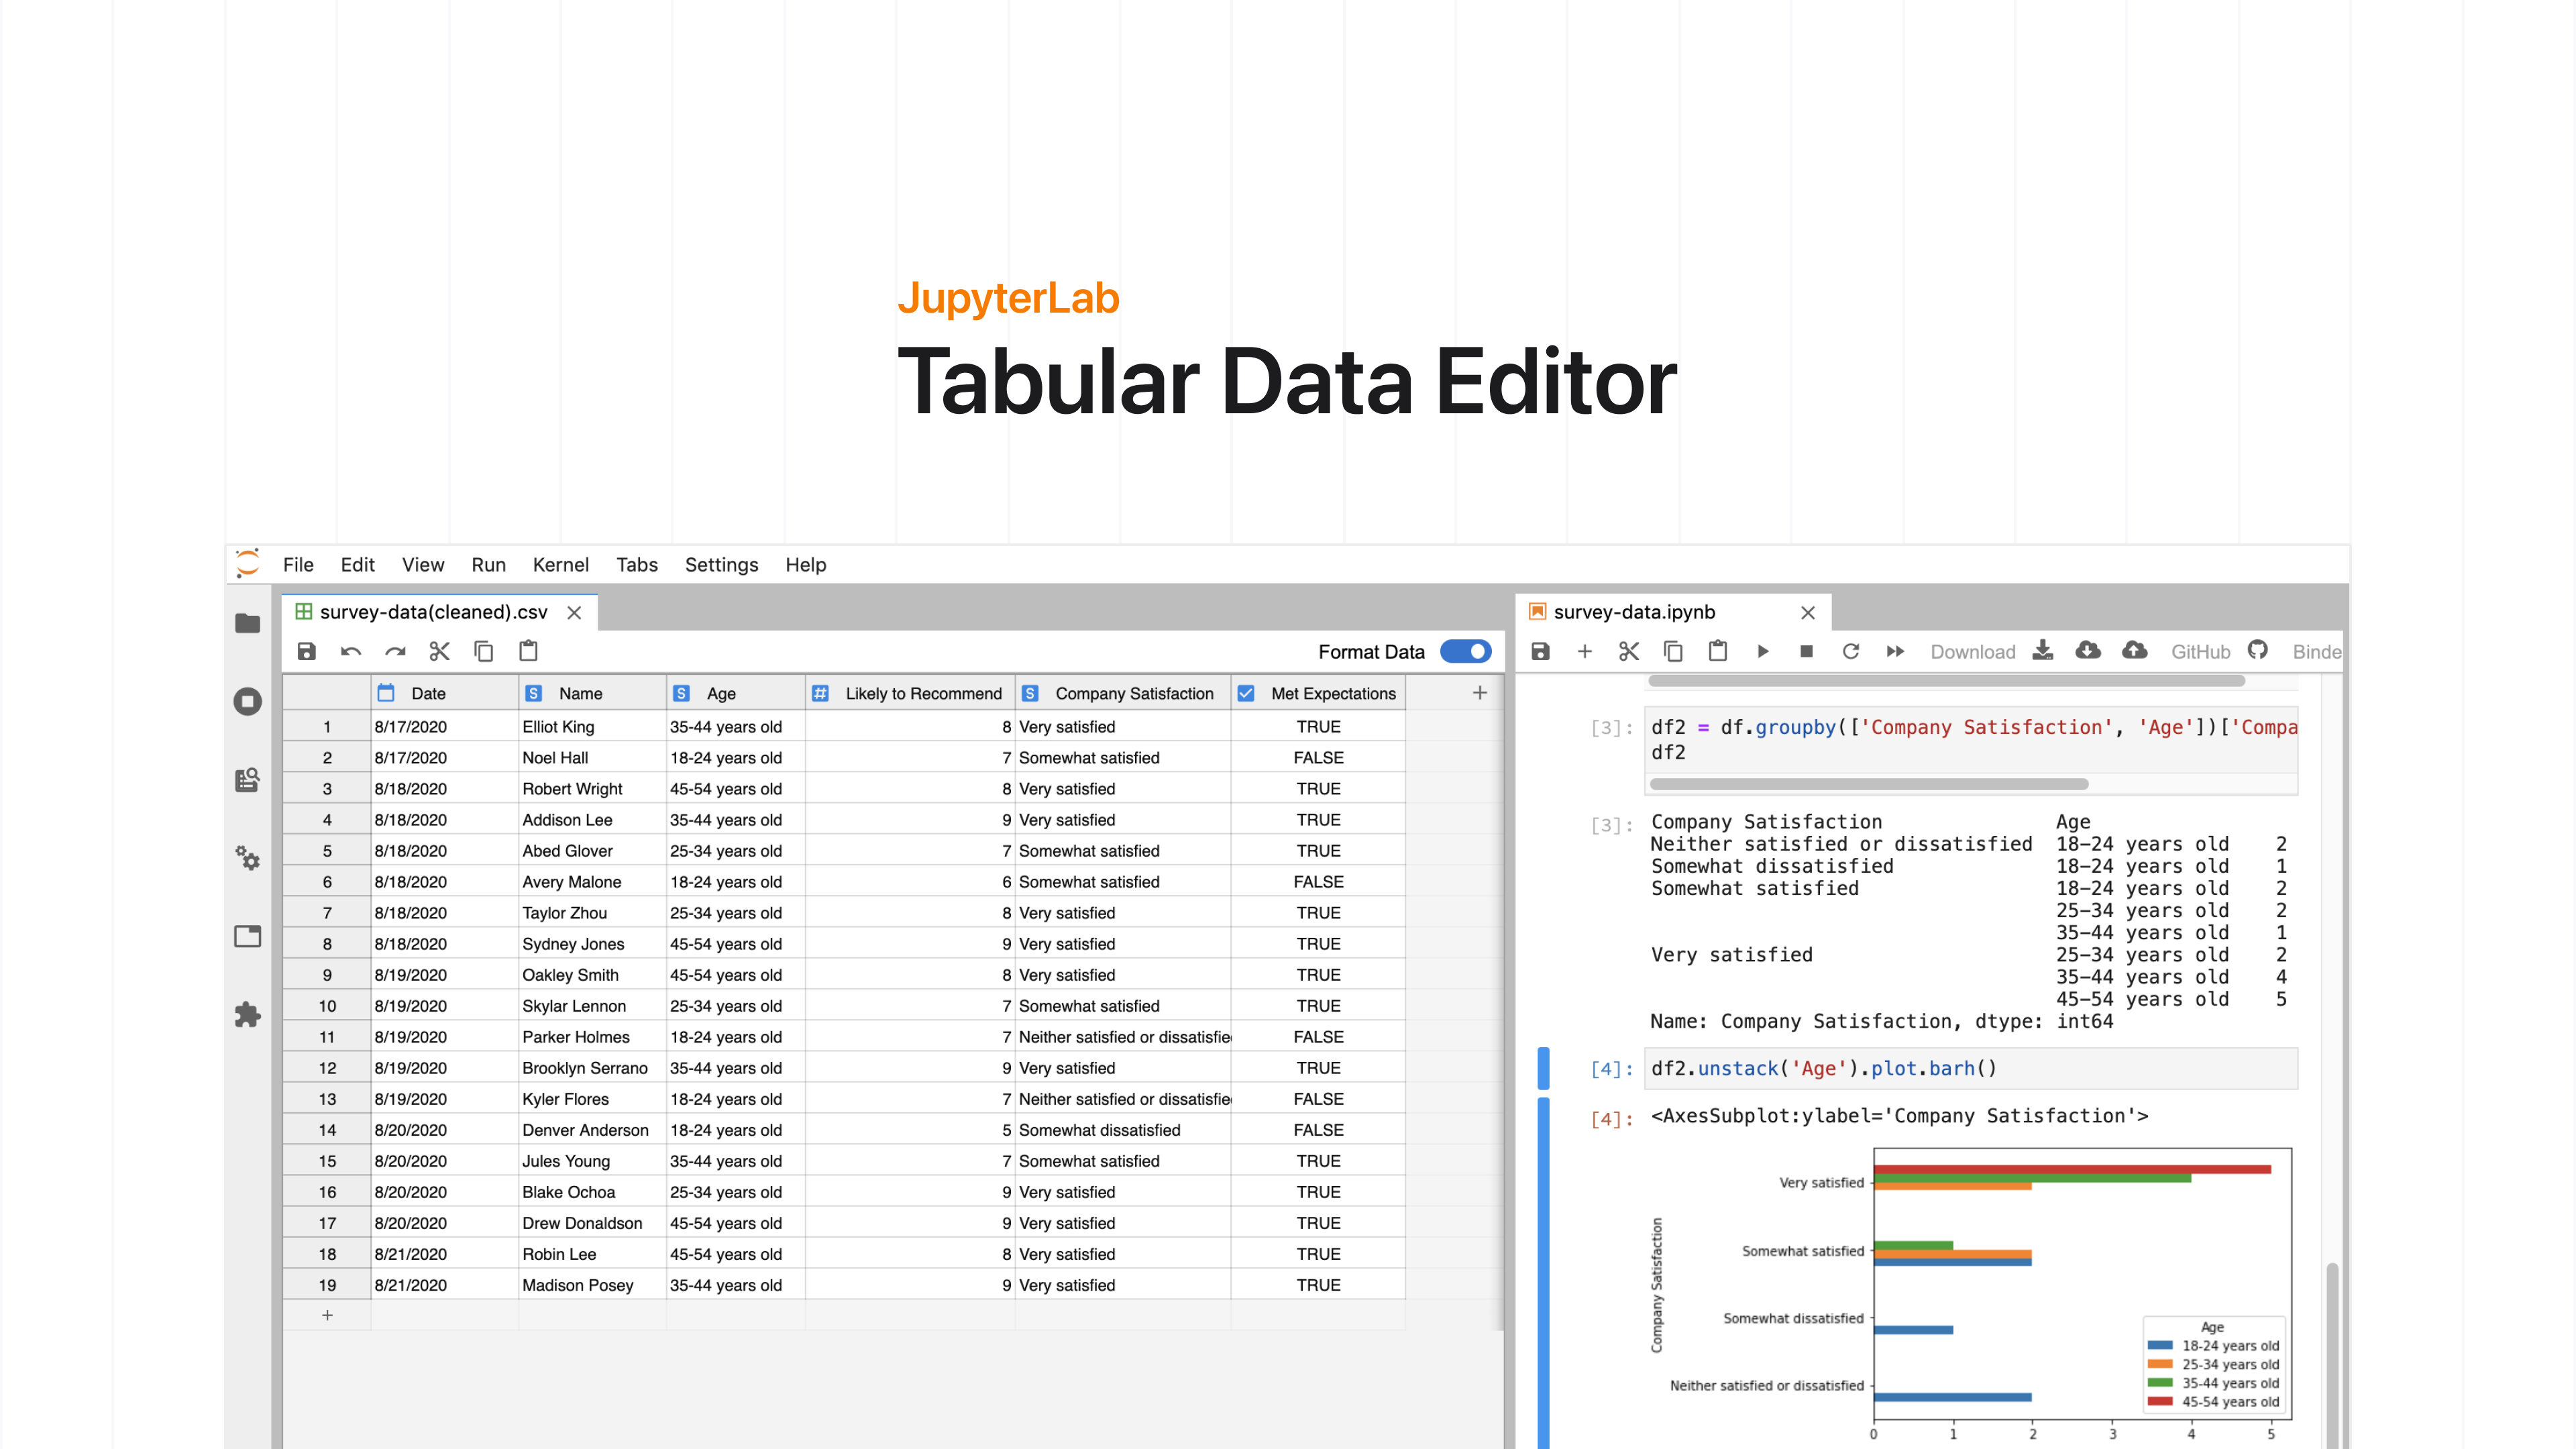 JupyterLab
Tabular Data Editor
File Edit View Run Kernel Tabs Settings Help
survey-data(cleaned).csv
Format Data
Date Name Age Likely to Recommend Company Satisfaction Met Expectations +
1 8/17/2020 Elliot King 35-44 years old 8 Very satisfied TRUE
2 8/17/2020 Noel Hall 18-24 years old 7 Somewhat satisfied FALSE
3 8/18/2020 Robert Wright 45-54 years old 8 Very satisfied TRUE
4 8/18/2020 Addison Lee 35-44 years old 9 Very satisfied TRUE
5 8/18/2020 Abed Glover 25-34 years old 7 Somewhat satisfied TRUE
6 8/18/2020 Avery Malone 18-24 years old 6 Somewhat satisfied FALSE
7 8/18/2020 Taylor Zhou 25-34 years old 8 Very satisfied TRUE
8 8/18/2020 Sydney Jones 45-54 years old 9 Very satisfied TRUE
9 8/19/2020 Oakley Smith 45-54 years old 8 Very satisfied TRUE
10 8/19/2020 Skylar Lennon 25-34 years old 7 Somewhat satisfied TRUE
11 8/19/2020 Parker Holmes 18-24 years old 7 Neither satisfied or dissatisfie FALSE
12 8/19/2020 Brooklyn Serrano 35-44 years old 9 Very satisfied TRUE
13 8/19/2020 Kyler Flores 18-24 years old 7 Neither satisfied or dissatisfie FALSE
14 8/20/2020 Denver Anderson 18-24 years old 5 Somewhat dissatisfied FALSE
15 8/20/2020 Jules Young 35-44 years old 7 Somewhat satisfied TRUE
16 8/20/2020 Blake Ochoa 25-34 years old 9 Very satisfied TRUE
17 8/20/2020 Drew Donaldson 45-54 years old 9 Very satisfied TRUE
18 8/21/2020 Robin Lee 45-54 years old 8 Very satisfied TRUE
19 8/21/2020 Madison Posey 35-44 years old 9 Very satisfied TRUE
+
survey-data.ipynb
Download GitHub Binde
[3]: df2 = df.groupby(['Company Satisfaction', 'Age'])['Compa
df2
[3]: Company Satisfaction Age
Neither satisfied or dissatisfied 18-24 years old 2
Somewhat dissatisfied 18-24 years old 1
Somewhat satisfied 18-24 years old 2
25-34 years old 2
35-44 years old 1
Very satisfied 25-34 years old 2
35-44 years old 4
45-54 years old 5
Name: Company Satisfaction, dtype: int64
[4]: df2.unstack('Age').plot.barh()
[4]: <AxesSubplot:ylabel='Company Satisfaction'>
Company Satisfaction
Very satisfied
Somewhat satisfied
Somewhat dissatisfied
Neither satisfied or dissatisfied
Age
18-24 years old
25-34 years old
35-44 years old
45-54 years old
0 1 2 3 4 5